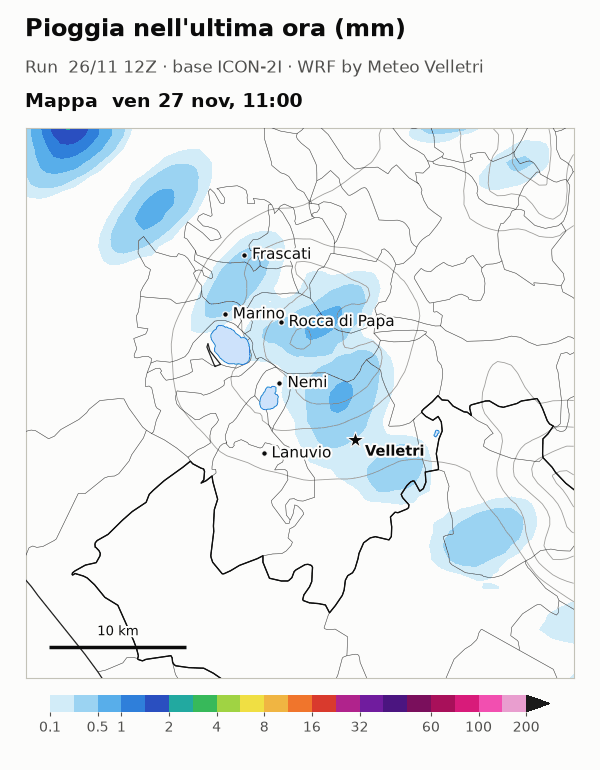 Pioggia nell'ultima ora (mm)
Run  26/11 12Z · base ICON-2I · WRF by Meteo Velletri
Mappa  ven 27 nov, 11:00
Frascati
Marino
Rocca di Papa
Nemi
Velletri
Lanuvio
10 km
0.1 0.5 1 2 4 8 16 32 60 100 200